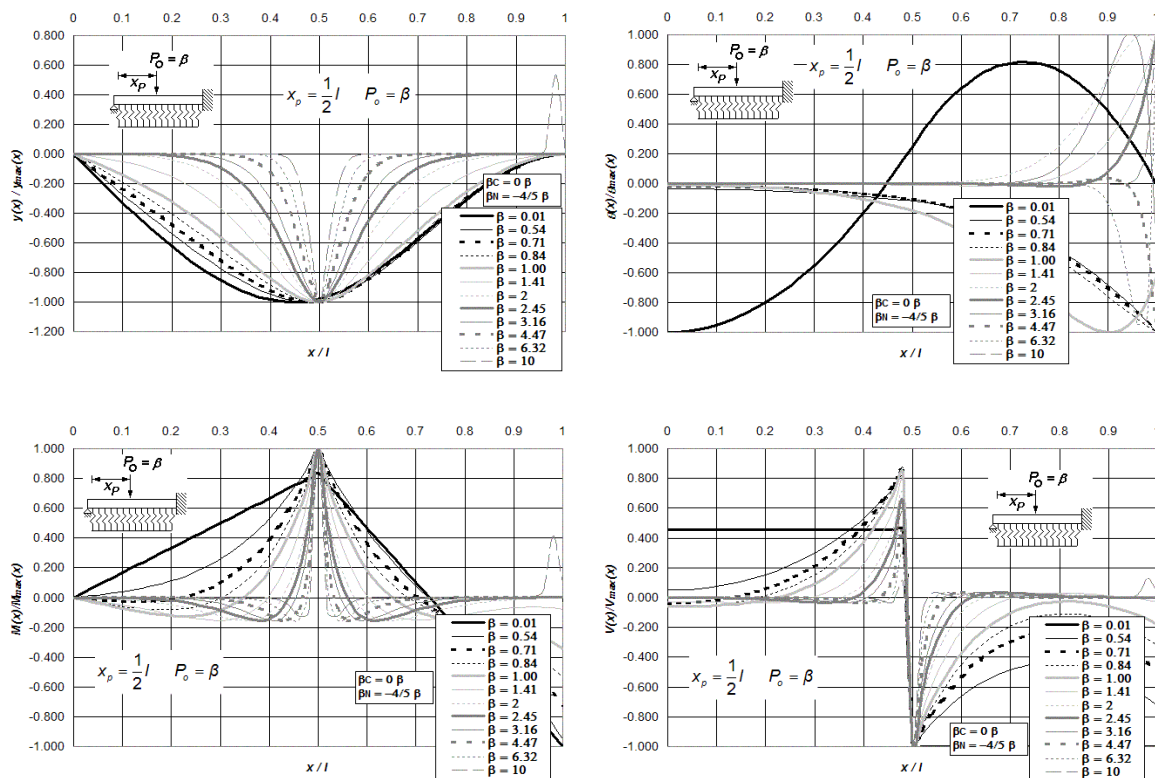 0 0.1 0.2 0.3 0.4 0.5 0.6 0.7 0.8 0.9 1
0.800
0.600
0.400
0.200
0.000
-0.200
-0.400
-0.600
-0.800
-1.000
-1.200
y(x) / ymax(x)
P₀ = β
xP
xₚ = 1/2 l Pₒ = β
βC = 0 β
βN = −4/5 β
β = 0.01
β = 0.54
β = 0.71
β = 0.84
β = 1.00
β = 1.41
β = 2
β = 2.45
β = 3.16
β = 4.47
β = 6.32
β = 10
x / l
0 0.1 0.2 0.3 0.4 0.5 0.6 0.7 0.8 0.9 1
1.000
0.800
0.600
0.400
0.200
0.000
-0.200
-0.400
-0.600
-0.800
-1.000
P₀ = β
xP
xₚ = 1/2 l Pₒ = β
βC = 0 β
βN = −4/5 β
β = 0.01
β = 0.54
β = 0.71
β = 0.84
β = 1.00
β = 1.41
β = 2
β = 2.45
β = 3.16
β = 4.47
β = 6.32
β = 10
x / l
0 0.1 0.2 0.3 0.4 0.5 0.6 0.7 0.8 0.9 1
1.000
0.800
0.600
0.400
0.200
0.000
-0.200
-0.400
-0.600
-0.800
-1.000
M(x)/Mmax(x)
P₀ = β
xP
xₚ = 1/2 l Pₒ = β
βC = 0 β
βN = −4/5 β
β = 0.01
β = 0.54
β = 0.71
β = 0.84
β = 1.00
β = 1.41
β = 2
β = 2.45
β = 3.16
β = 4.47
β = 6.32
β = 10
x / l
0 0.1 0.2 0.3 0.4 0.5 0.6 0.7 0.8 0.9 1
1.000
0.800
0.600
0.400
0.200
0.000
-0.200
-0.400
-0.600
-0.800
-1.000
V(x)/Vmax(x)
P₀ = β
xP
xₚ = 1/2 l Pₒ = β
βC = 0 β
βN = −4/5 β
β = 0.01
β = 0.54
β = 0.71
β = 0.84
β = 1.00
β = 1.41
β = 2
β = 2.45
β = 3.16
β = 4.47
β = 6.32
β = 10
x / l